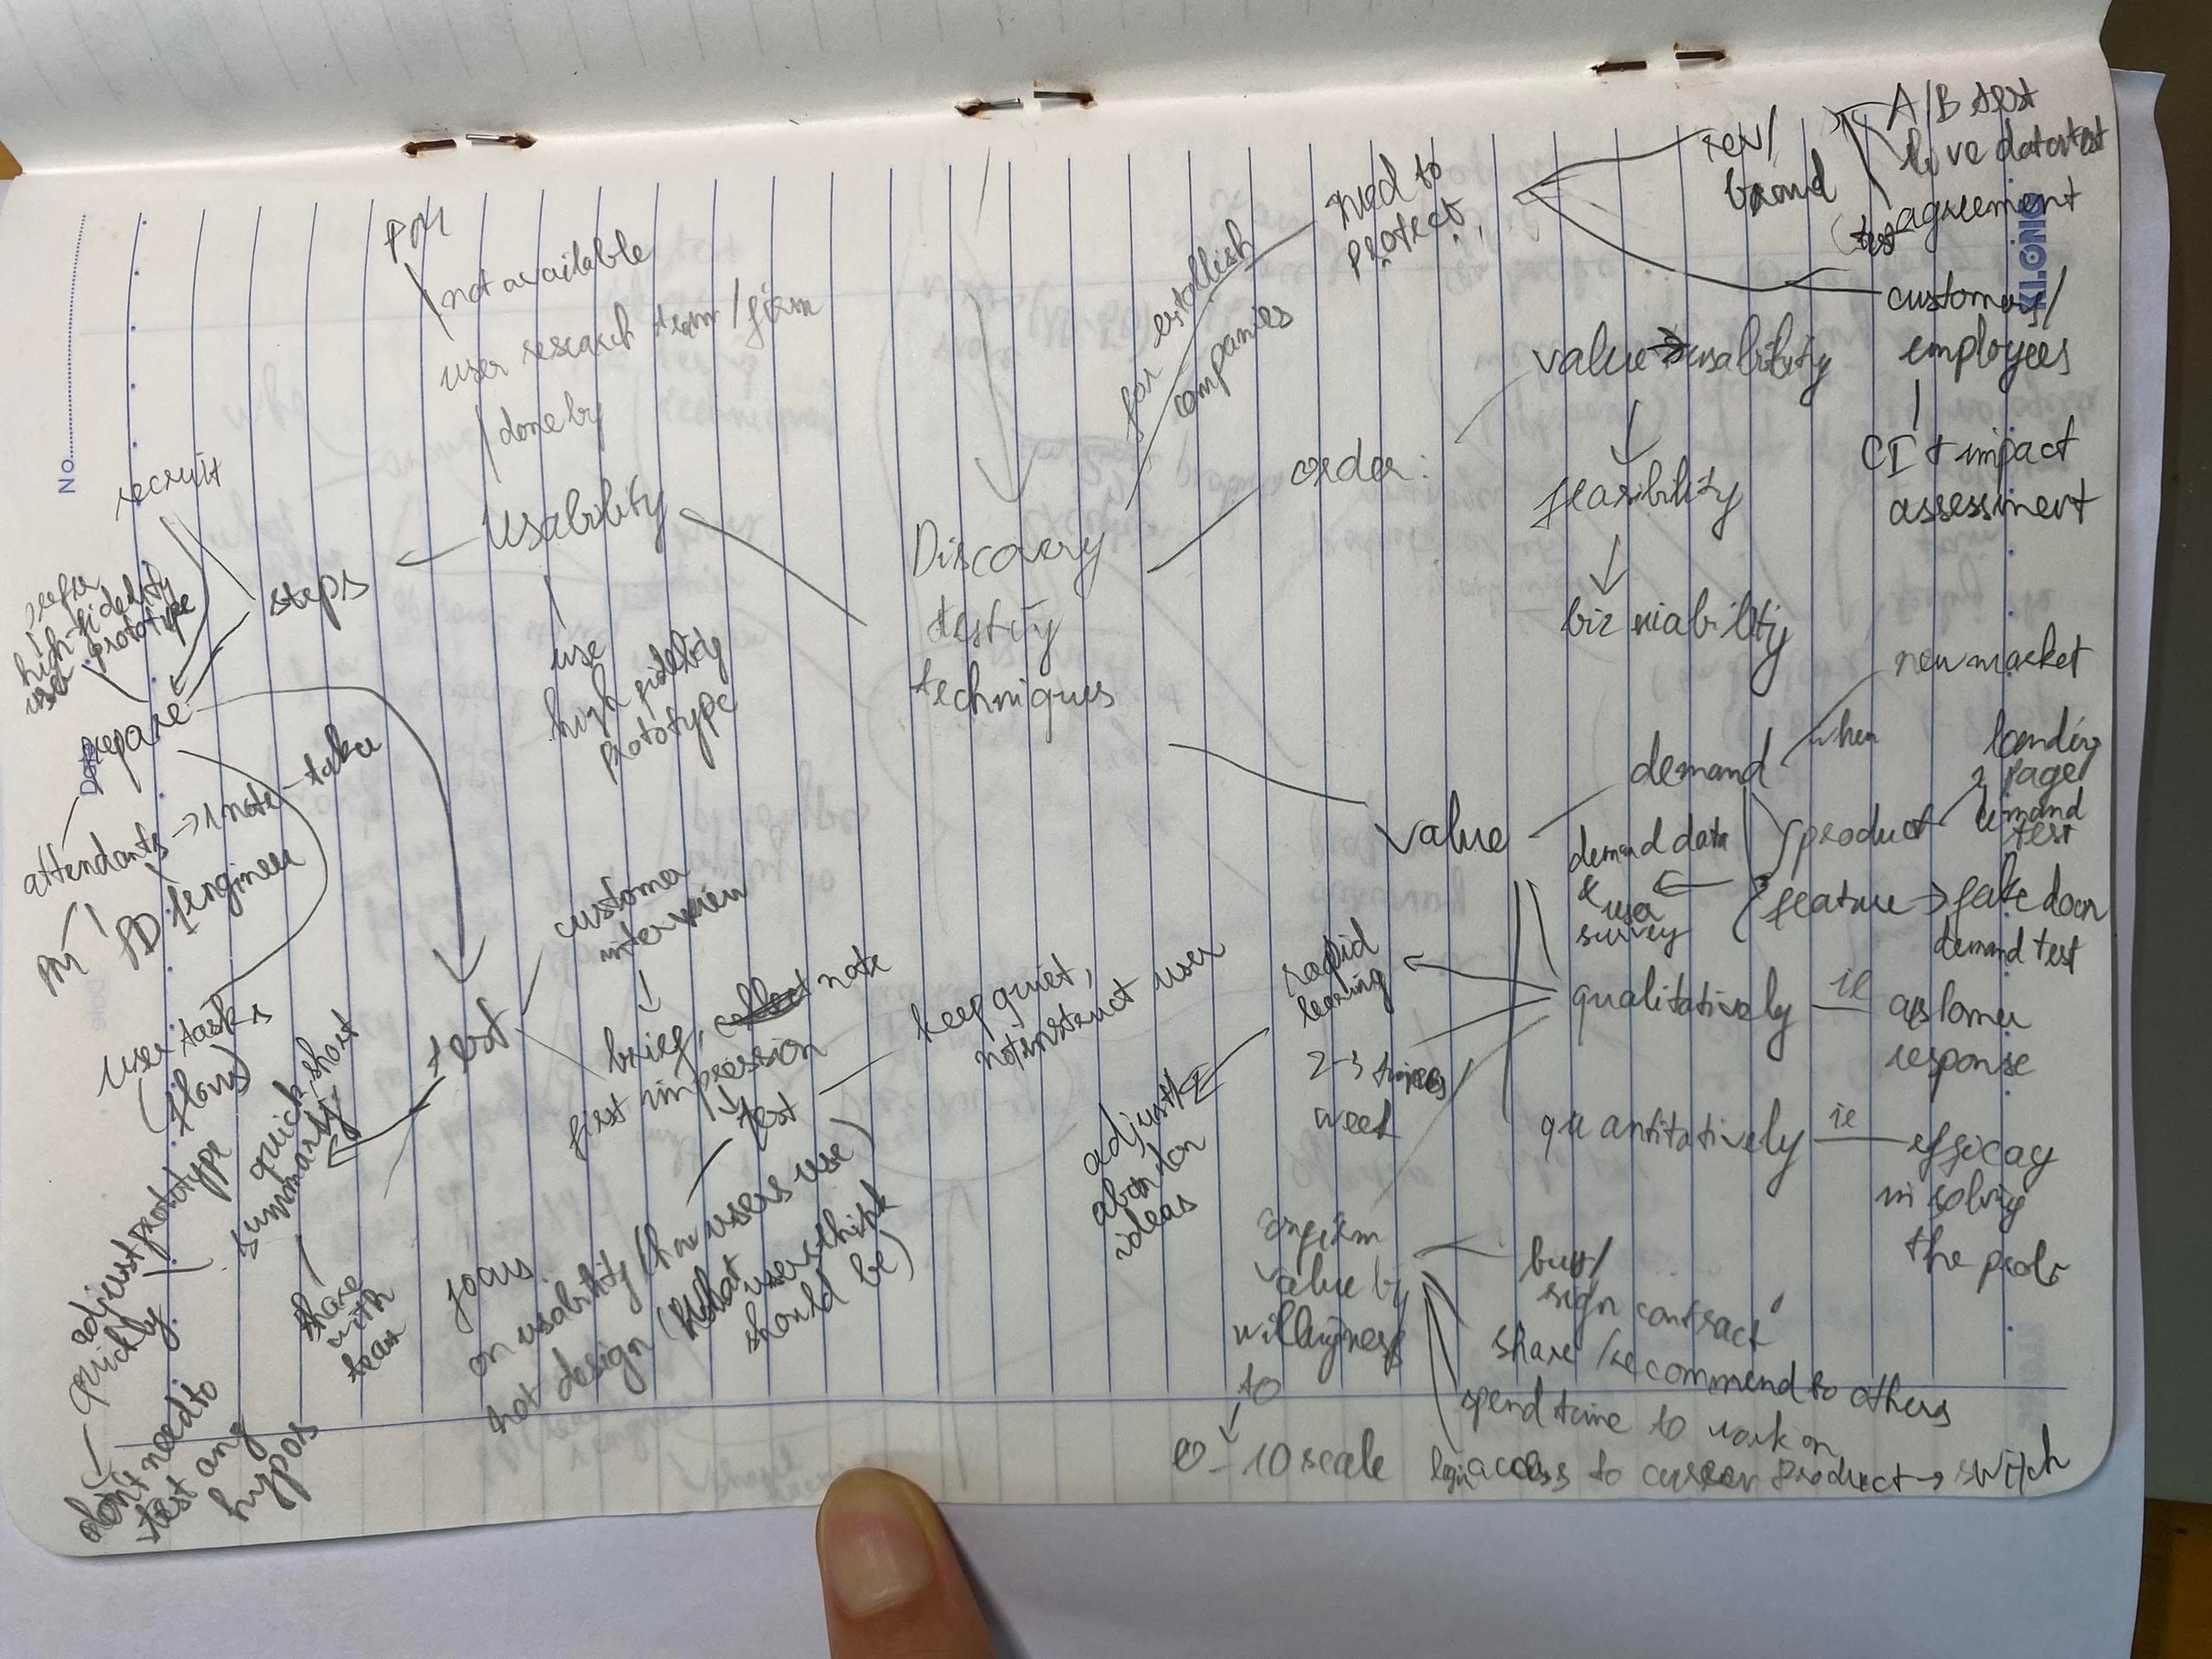 PM
not available
user research team/firm
done by
Usability
use
high fidelity
prototype
steps
recruit
prefer
high-fidelity
user prototype
prepare
attendants → 1 note-take
PM
PD
1 engineer
user tasks
(flows)
test
customer
interview
brief, note
first impression
test
keep quiet,
not instruct user
focus
on usability (how users use)
not design (what users think
should be)
quick short
summary
share
with
team
adjust prototype
quickly
don't need to
test any
hypos
No.
Date
Discovery
testing
techniques
for establish
companies
need to
protect
rev/
brand
A/B test
live data test
agreement
test
customers/
employees
CI + impact
assessment
KLONG
order:
value → usability
feasibility
biz viability
value
demand
when
new market
product
landing
page
demand
test
feature → fake door
demand test
demand data
& user
survey
qualitatively
ie
customer
response
rapid
learning
2-3 times/
week
adjust/
abandon
ideas
quantitatively ie
efficacy
in solving
the prob
confirm
value by
willingness
to
0-10 scale
buy/
sign contract
share/recommend to others
spend time to work on
login access to current product → switch